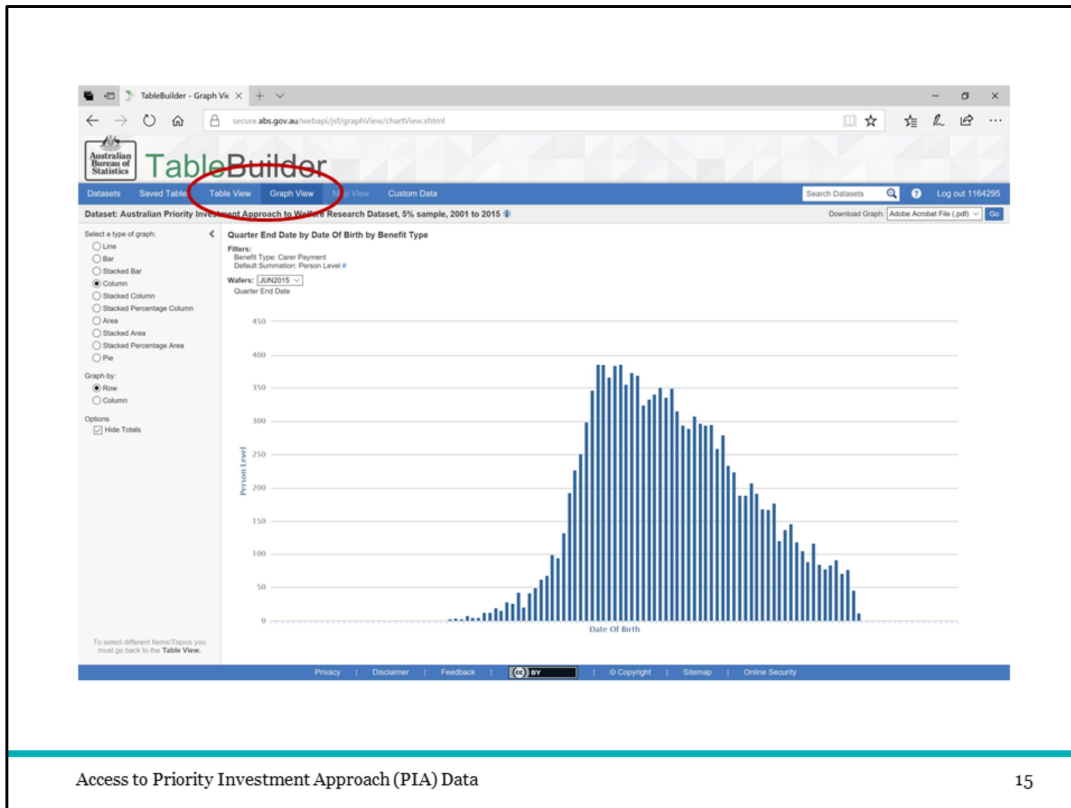 TableBuilder - Graph Vie
secure.abs.gov.au/webapi/jsf/graphView/chartView.xhtml
Australian
Bureau of
Statistics
TableBuilder
Datasets Saved Table Table View Graph View Map View Custom Data Search Datasets Log out 1164295
Dataset: Australian Priority Investment Approach to Welfare Research Dataset, 5% sample, 2001 to 2015 Download Graph: Adobe Acrobat File (.pdf) Go
Select a type of graph:
Line
Bar
Stacked Bar
Column
Stacked Column
Stacked Percentage Column
Area
Stacked Area
Stacked Percentage Area
Pie
Graph by:
Row
Column
Options
Hide Totals
To select different Items\Topics you
must go back to the Table View.
Quarter End Date by Date Of Birth by Benefit Type
Filters:
Benefit Type: Carer Payment
Default Summation: Person Level #
Wafers: JUN2015
Quarter End Date
450
400
350
300
250
200
150
100
50
0
Person Level
Date Of Birth
Privacy | Disclaimer | Feedback | (cc) BY | © Copyright | Sitemap | Online Security
Access to Priority Investment Approach (PIA) Data 15